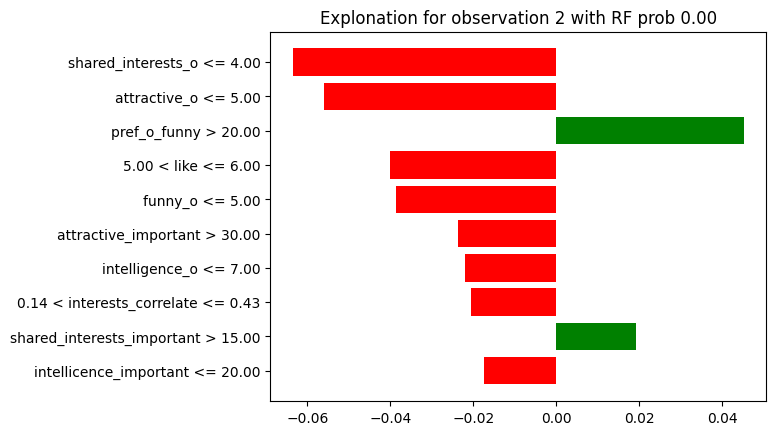 Explonation for observation 2 with RF prob 0.00
shared_interests_o <= 4.00
attractive_o <= 5.00
pref_o_funny > 20.00
5.00 < like <= 6.00
funny_o <= 5.00
attractive_important > 30.00
intelligence_o <= 7.00
0.14 < interests_correlate <= 0.43
shared_interests_important > 15.00
intellicence_important <= 20.00
−0.06 −0.04 −0.02 0.00 0.02 0.04